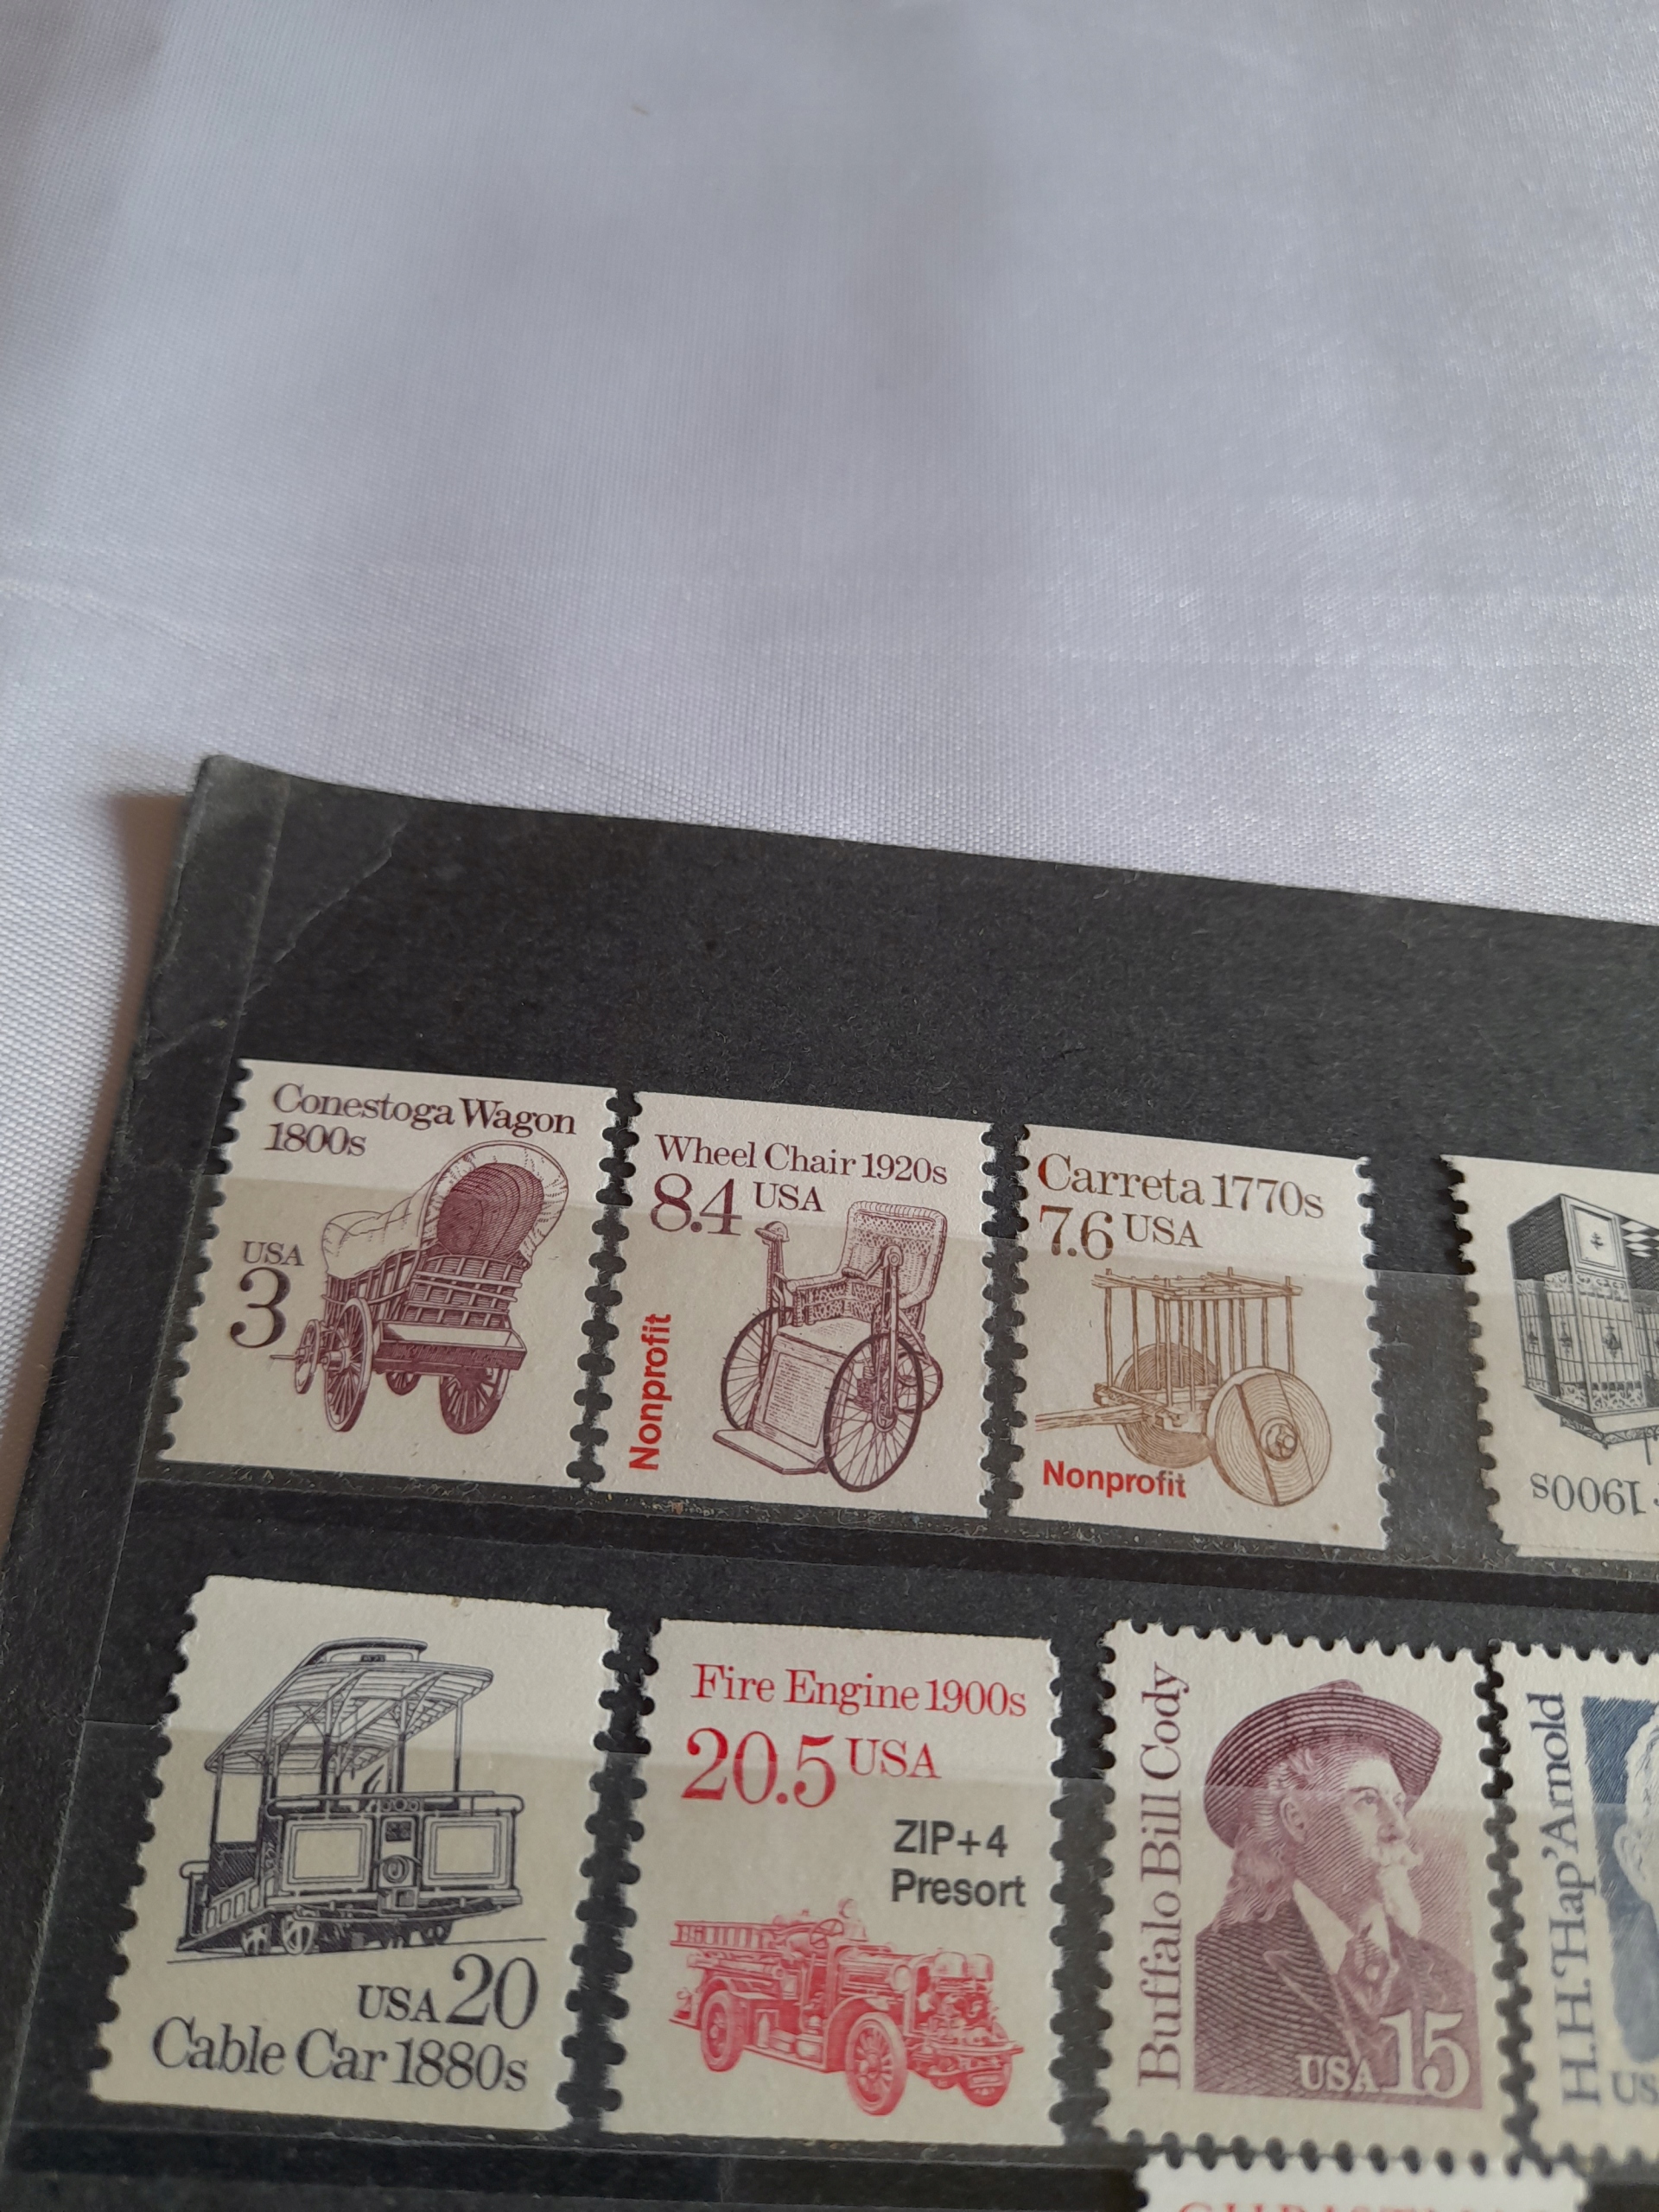 Conestoga Wagon
1800s
USA
3
Wheel Chair 1920s
8.4 USA
Nonprofit
Carreta 1770s
7.6 USA
Nonprofit
1900s
USA 20
Cable Car 1880s
Fire Engine 1900s
20.5 USA
ZIP+4
Presort
Buffalo Bill Cody
USA 15
H.H. 'Hap' Arnold
US